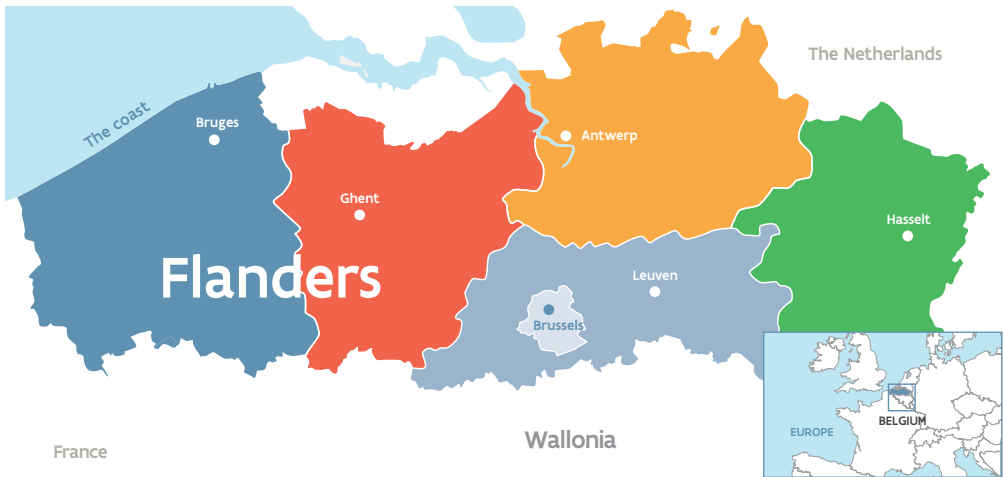 The Netherlands
The coast
Bruges
Antwerp
Ghent
Hasselt
Flanders
Leuven
Brussels
BELGIUM
EUROPE
Wallonia
France